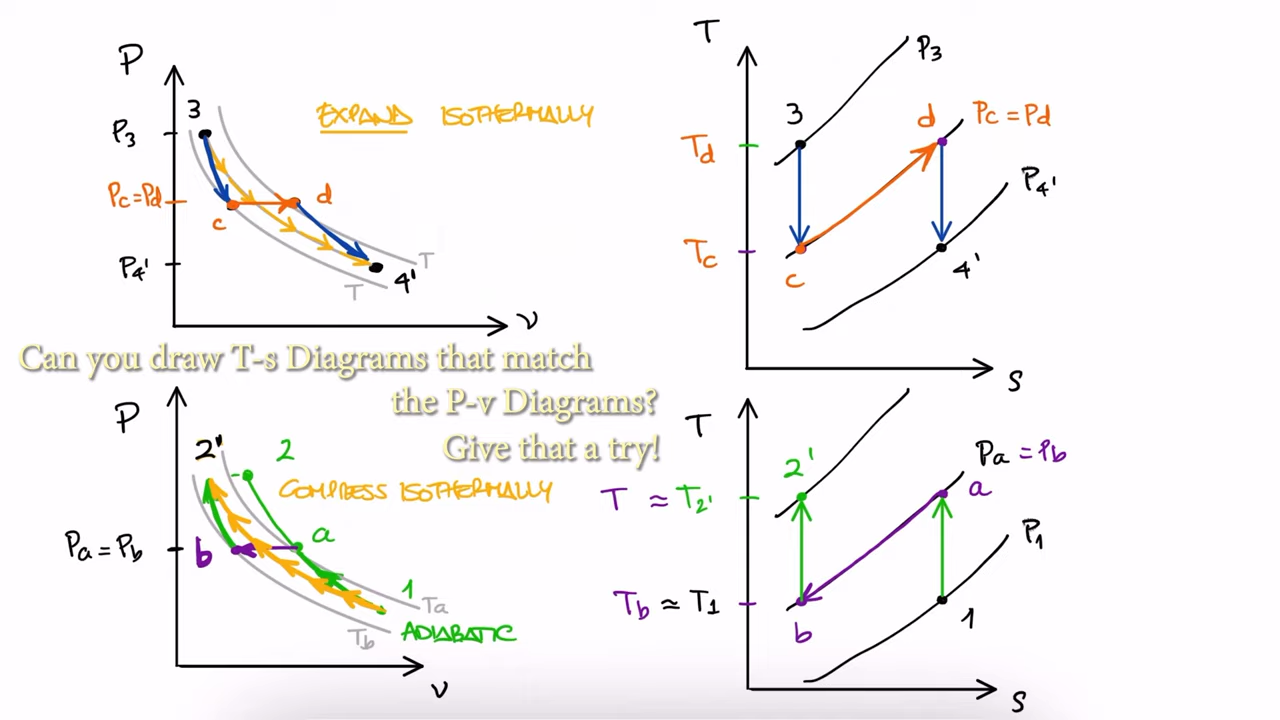 P
3
P3
EXPAND ISOTHERMALLY
Pc = Pd
c
d
P4'
T
T
4'
ν
T
P3
3
d
Pc = Pd
Td
P4'
Tc
c
4'
s
Can you draw T-s Diagrams that match
the P-v Diagrams?
Give that a try!
P
2'
2
COMPRESS ISOTHERMALLY
a
Pa = Pb
b
1
Ta
Tb
ADIABATIC
ν
T
2'
Pa = Pb
a
T ≈ T2'
P1
Tb ≈ T1
b
1
s